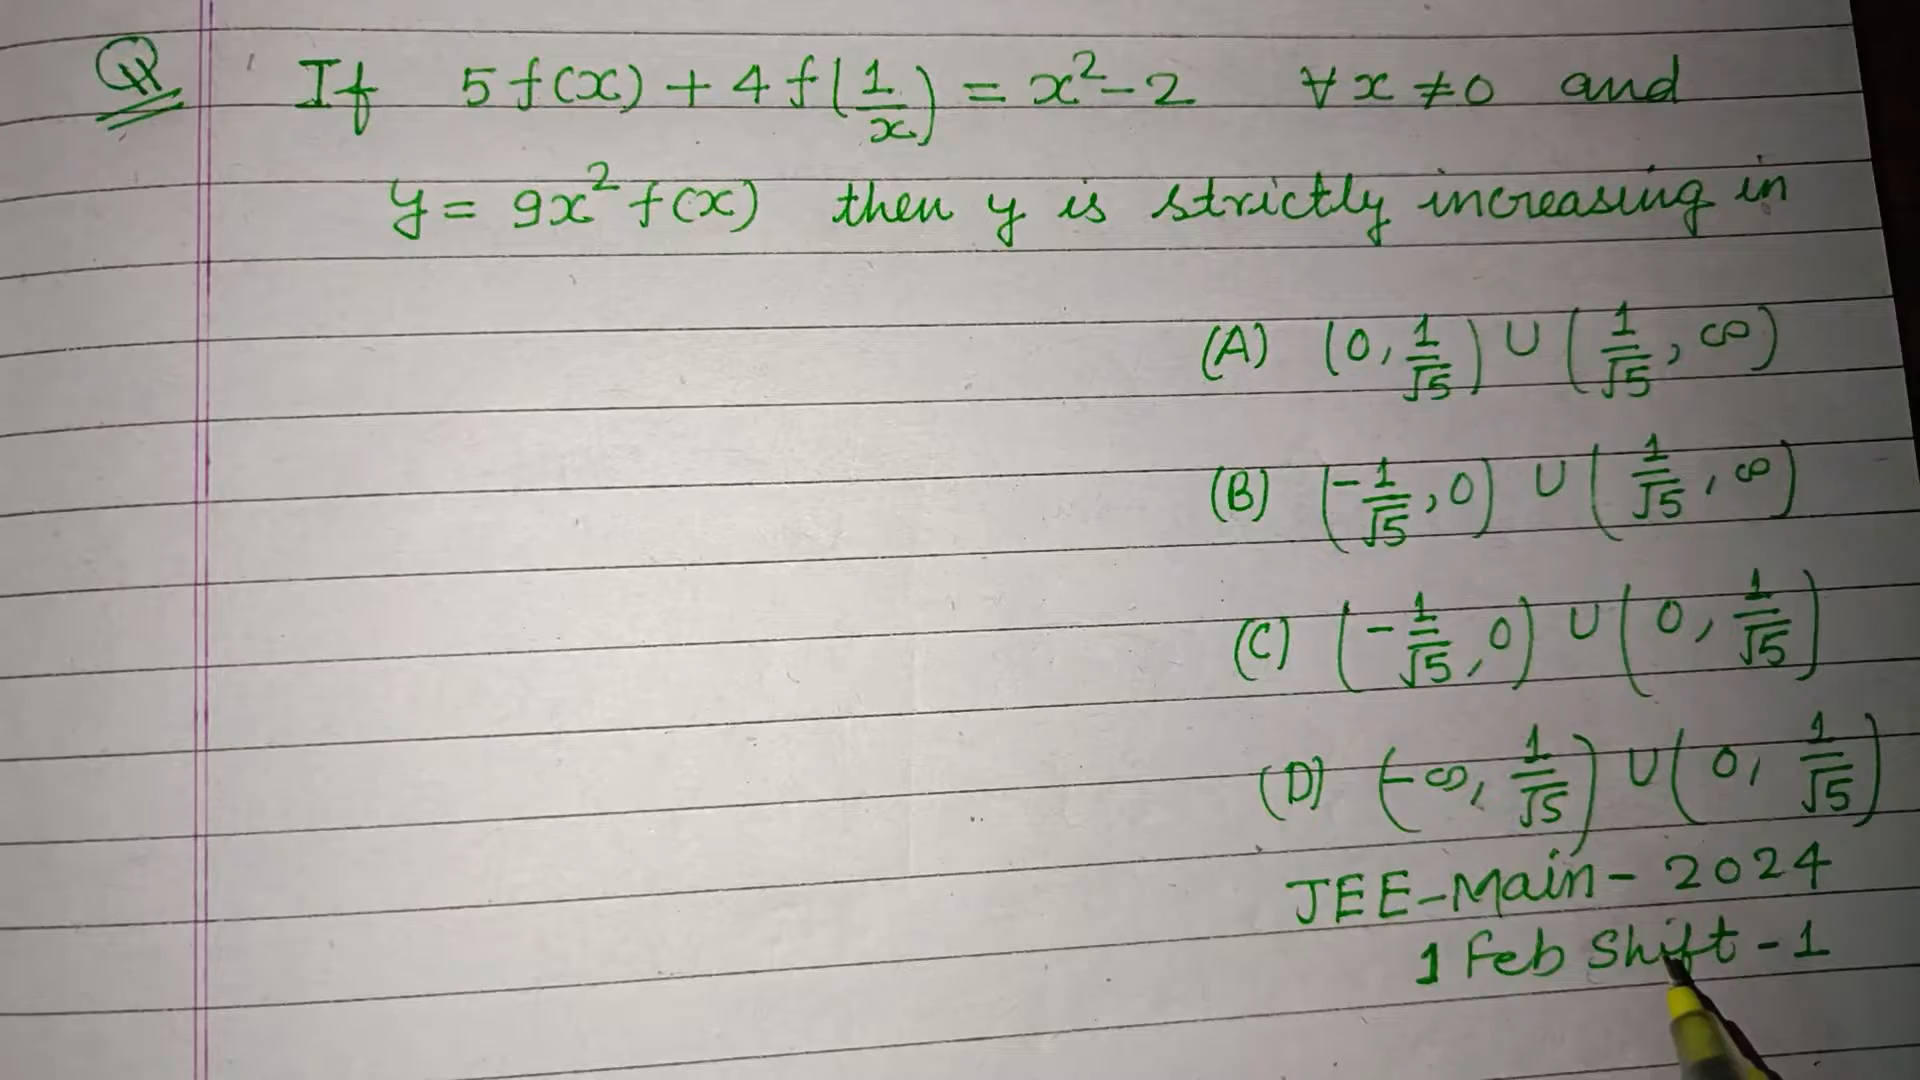 Q If 5 f(x) + 4 f(1/x) = x² - 2 ∀ x ≠ 0 and
y = 9x² f(x) then y is strictly increasing in
(A) (0, 1/√5) ∪ (1/√5, ∞)
(B) (-1/√5, 0) ∪ (1/√5, ∞)
(C) (-1/√5, 0) ∪ (0, 1/√5)
(D) (-∞, 1/√5) ∪ (0, 1/√5)
JEE-Main - 2024
1 Feb Shift - 1